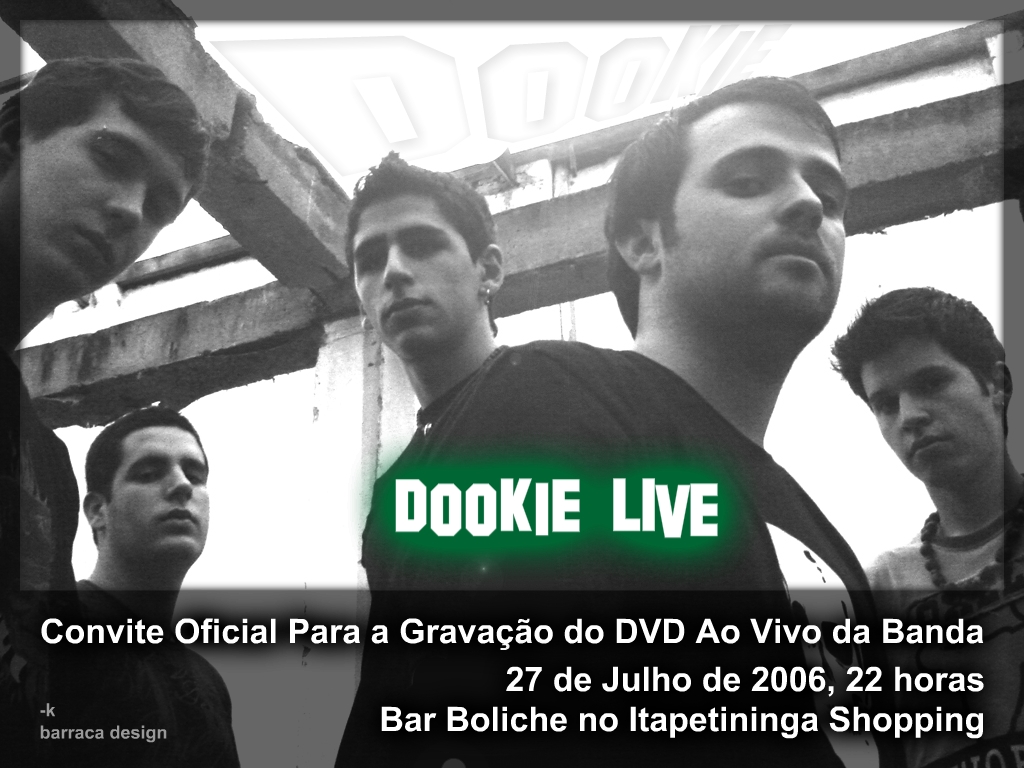 DOOKIE
DOOKIE LIVE
Convite Oficial Para a Gravação do DVD Ao Vivo da Banda
27 de Julho de 2006, 22 horas
Bar Boliche no Itapetininga Shopping
-k
barraca design